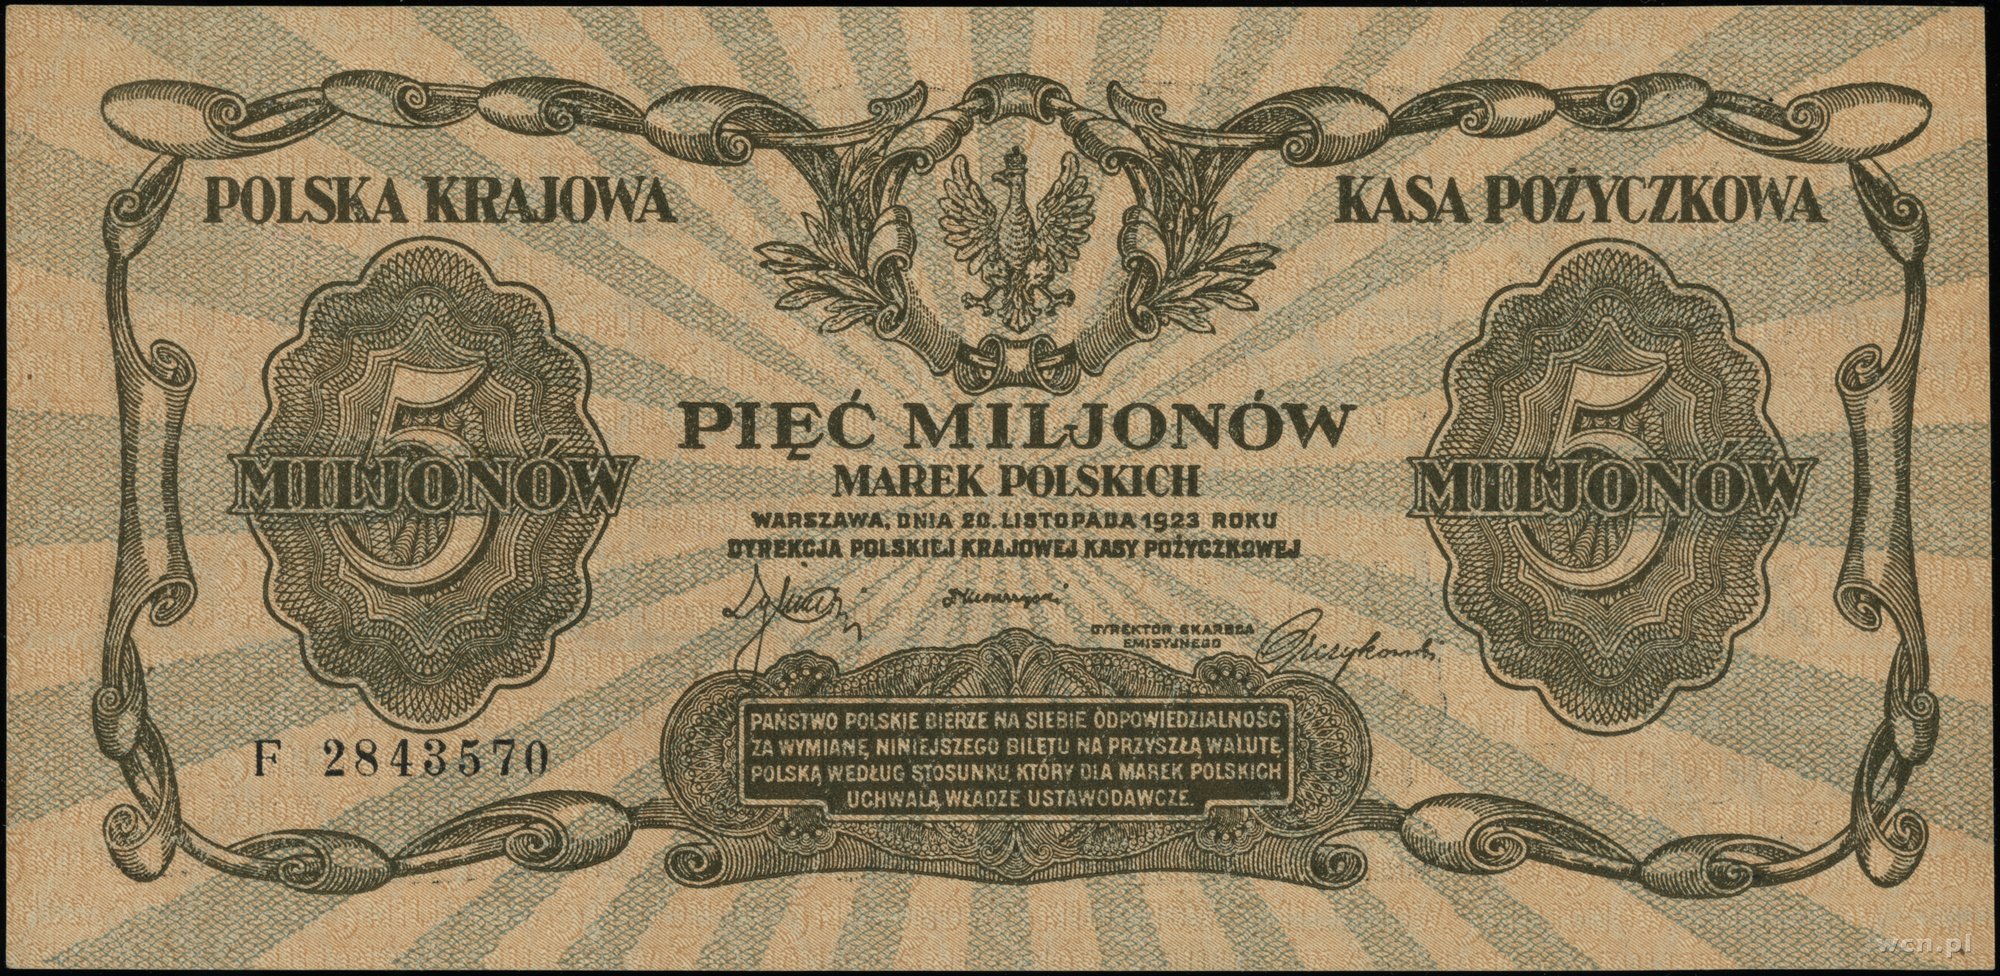 POLSKA KRAJOWA KASA POŻYCZKOWA
5
MILJONÓW
5
MILJONÓW
PIĘĆ MILJONÓW
MAREK POLSKICH
WARSZAWA, DNIA 20. LISTOPADA 1923 ROKU
DYREKCJA POLSKIEJ KRAJOWEJ KASY POŻYCZKOWEJ
DYREKTOR SKARBCA
EMISYJNEGO
PAŃSTWO POLSKIE BIERZE NA SIEBIE ODPOWIEDZIALNOŚĆ
ZA WYMIANĘ NINIEJSZEGO BILETU NA PRZYSZŁĄ WALUTĘ
POLSKĄ WEDŁUG STOSUNKU, KTÓRY DLA MAREK POLSKICH
UCHWALĄ WŁADZE USTAWODAWCZE.
F 2843570
wcn.pl